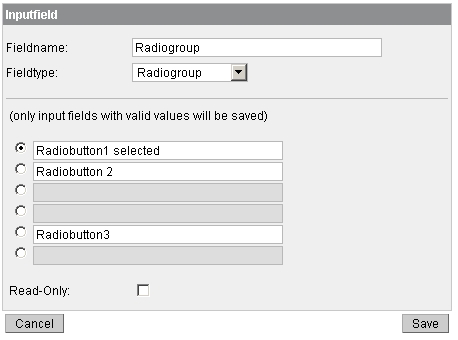 Inputfield
Fieldname: Radiogroup
Fieldtype: Radiogroup
(only input fields with valid values will be saved)
Radiobutton1 selected
Radiobutton 2
Radiobutton3
Read-Only:
Cancel Save